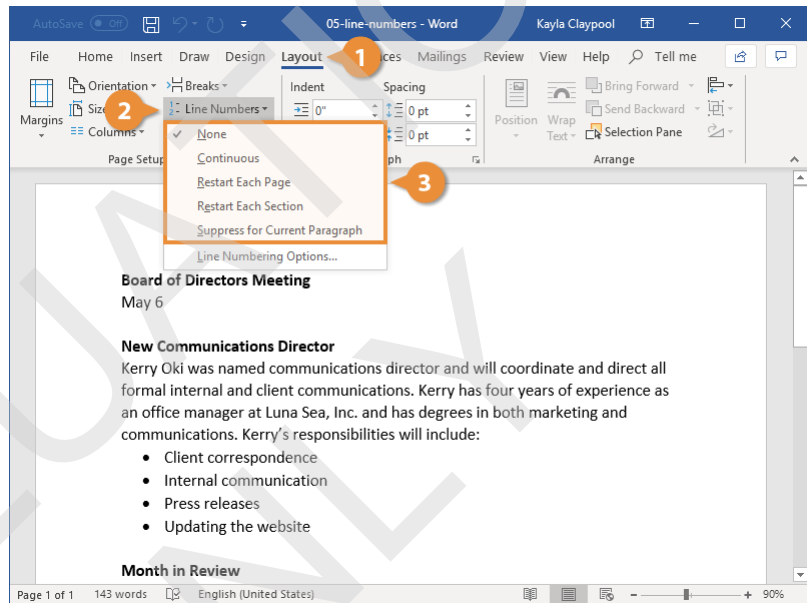 AutoSave Off 05-line-numbers - Word Kayla Claypool
File Home Insert Draw Design Layout 1 ces Mailings Review View Help Tell me
Orientation Breaks Indent Spacing Bring Forward
Margins Size 2 Line Numbers 0" 0 pt Position Wrap Text Send Backward
Columns 0 pt Selection Pane
Page Setup ph Arrange
None
Continuous
Restart Each Page
3
Restart Each Section
Suppress for Current Paragraph
Line Numbering Options...
Board of Directors Meeting
May 6
New Communications Director
Kerry Oki was named communications director and will coordinate and direct all
formal internal and client communications. Kerry has four years of experience as
an office manager at Luna Sea, Inc. and has degrees in both marketing and
communications. Kerry's responsibilities will include:
• Client correspondence
• Internal communication
• Press releases
• Updating the website
Month in Review
Page 1 of 1 143 words English (United States) 90%